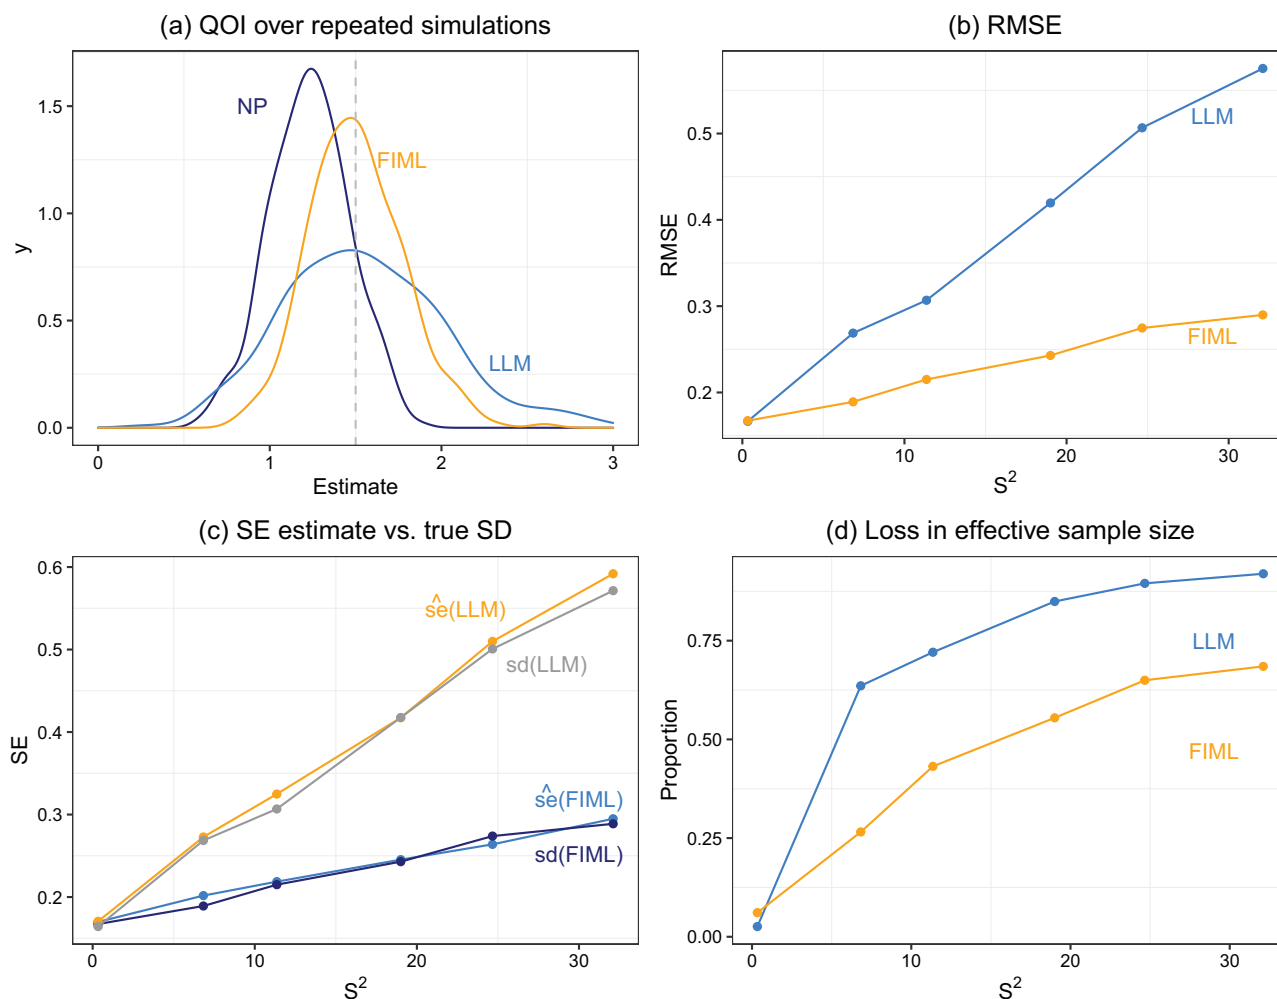 (a) QOI over repeated simulations
NP
FIML
LLM
y
0.0
0.5
1.0
1.5
0
1
2
3
Estimate
(b) RMSE
LLM
FIML
RMSE
0.2
0.3
0.4
0.5
0
10
20
30
S²
(c) SE estimate vs. true SD
ŝe(LLM)
sd(LLM)
ŝe(FIML)
sd(FIML)
SE
0.2
0.3
0.4
0.5
0.6
0
10
20
30
S²
(d) Loss in effective sample size
LLM
FIML
Proportion
0.00
0.25
0.50
0.75
0
10
20
30
S²